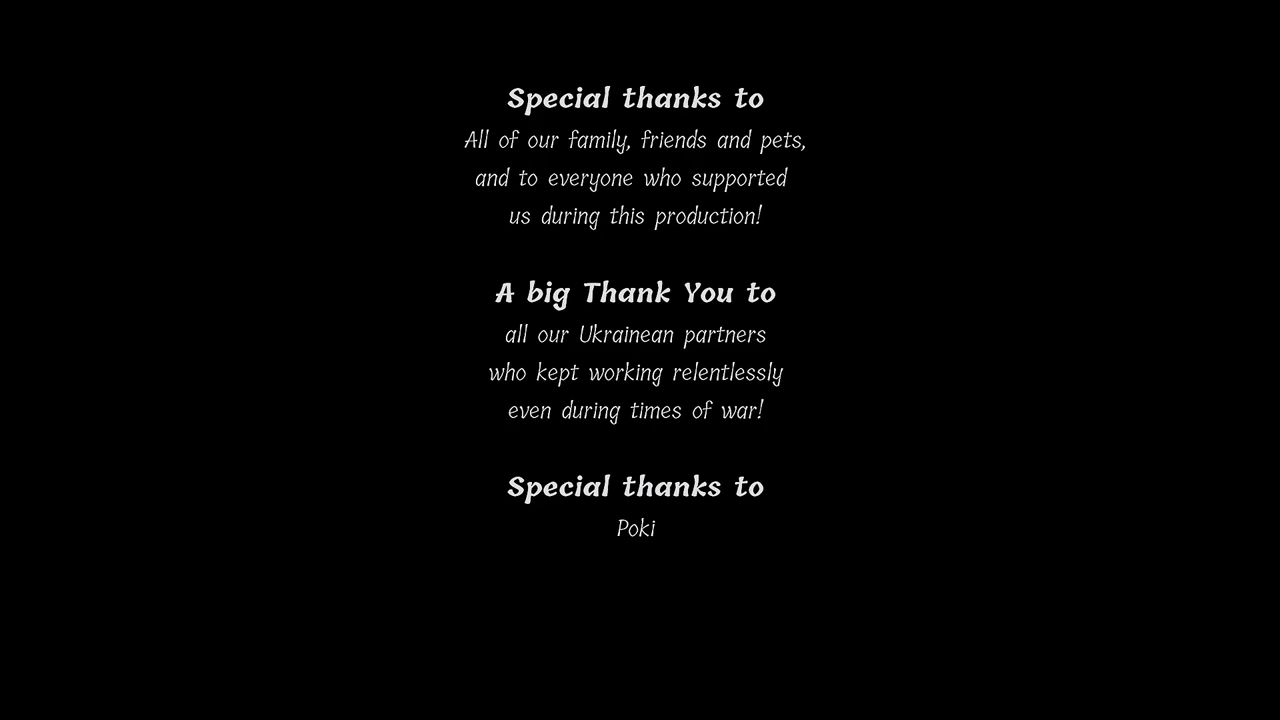 Special thanks to
All of our family, friends and pets,
and to everyone who supported
us during this production!
A big Thank You to
all our Ukrainean partners
who kept working relentlessly
even during times of war!
Special thanks to
Poki